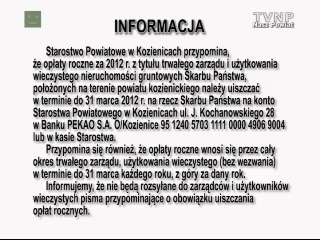 INFORMACJA
TVNP
Nasz Powiat
Starostwo Powiatowe w Kozienicach przypomina,
że opłaty roczne za 2012 r. z tytułu trwałego zarządu i użytkowania
wieczystego nieruchomości gruntowych Skarbu Państwa,
położonych na terenie powiatu kozienickiego należy uiszczać
w terminie do 31 marca 2012 r. na rzecz Skarbu Państwa na konto
Starostwa Powiatowego w Kozienicach ul. J. Kochanowskiego 28
w Banku PEKAO S.A. O/Kozienice 95 1240 5703 1111 0000 4906 9004
lub w kasie Starostwa.
Przypomina się również, że opłaty roczne wnosi się przez cały
okres trwałego zarządu, użytkowania wieczystego (bez wezwania)
w terminie do 31 marca każdego roku, z góry za dany rok.
Informujemy, że nie będą rozsyłane do zarządców i użytkowników
wieczystych pisma przypominające o obowiązku uiszczania
opłat rocznych.